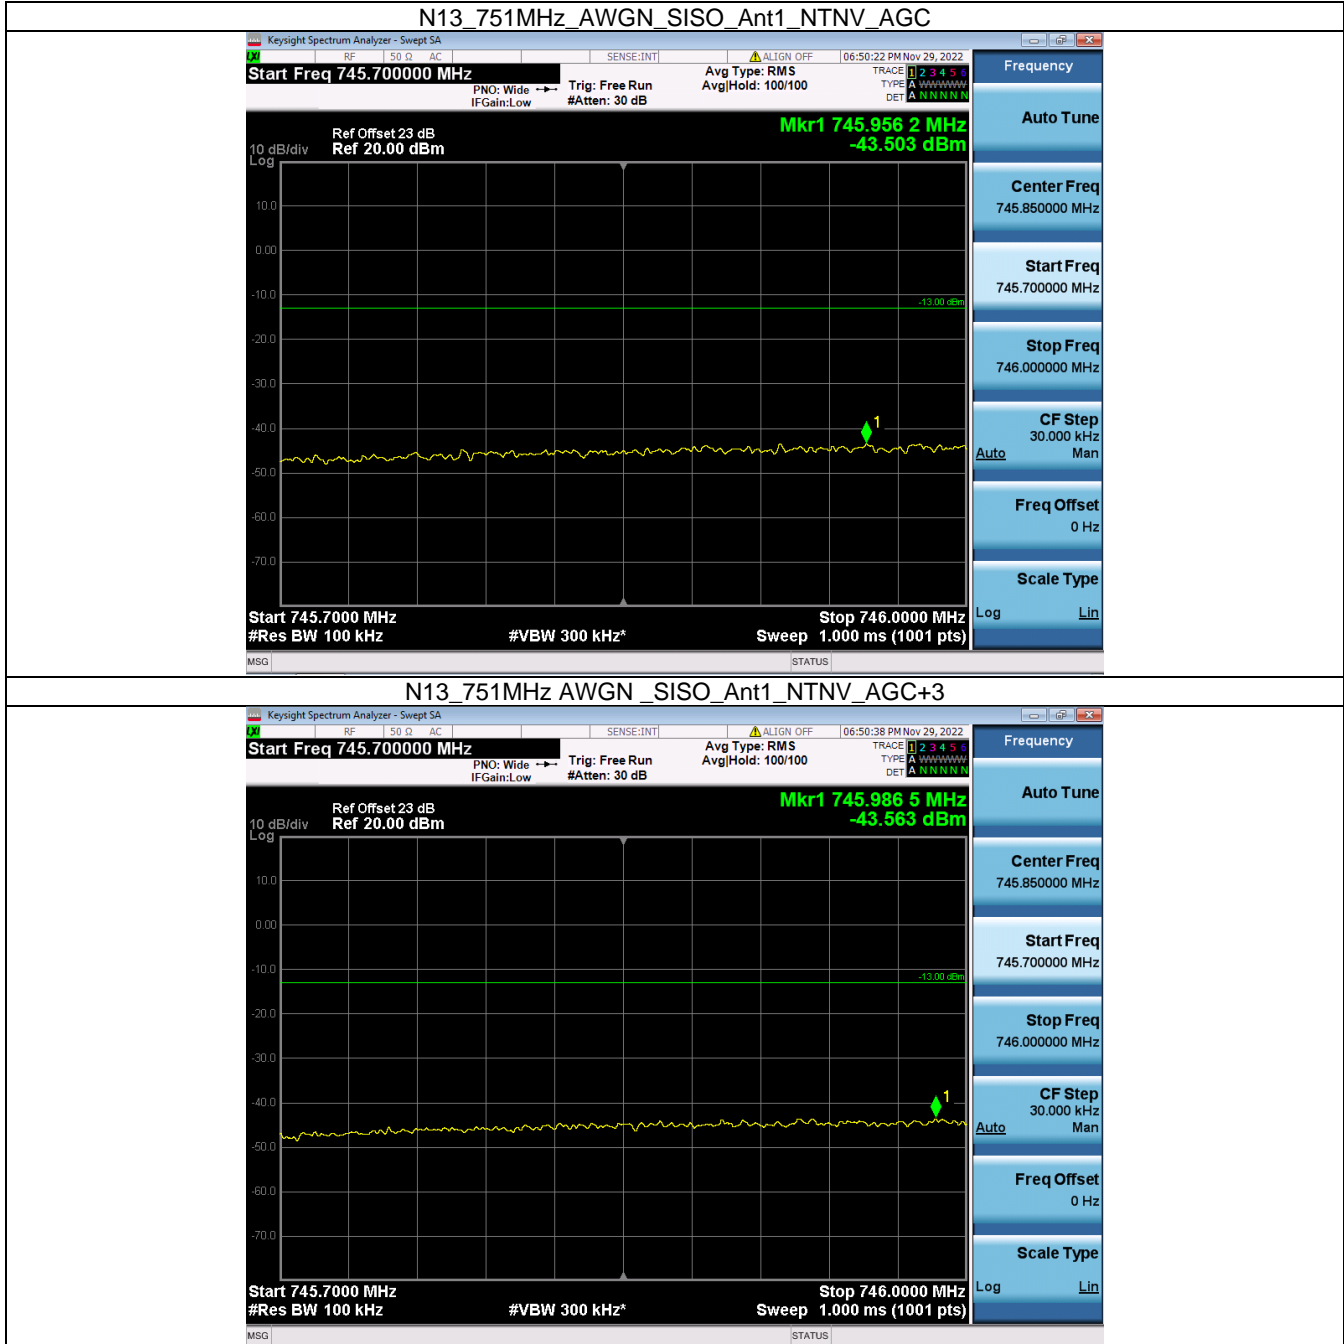 N13_751MHz_AWGN_SISO_Ant1_NTNV_AGC
Keysight Spectrum Analyzer - Swept SA
LXI RF 50 Ω AC SENSE:INT ALIGN OFF 06:50:22 PM Nov 29, 2022
Start Freq 745.700000 MHz
PNO: Wide
IFGain:Low
Trig: Free Run
#Atten: 30 dB
Avg Type: RMS
Avg|Hold: 100/100
TRACE 1 2 3 4 5 6
TYPE A WWWWW
DET A N N N N N
Mkr1 745.956 2 MHz
-43.503 dBm
Ref Offset 23 dB
10 dB/div Ref 20.00 dBm
Log
10.0
0.00
-10.0
-13.00 dBm
-20.0
-30.0
-40.0
1
-50.0
-60.0
-70.0
Start 745.7000 MHz Stop 746.0000 MHz
#Res BW 100 kHz #VBW 300 kHz* Sweep 1.000 ms (1001 pts)
MSG STATUS
Frequency
Auto Tune
Center Freq
745.850000 MHz
Start Freq
745.700000 MHz
Stop Freq
746.000000 MHz
CF Step
30.000 kHz
Auto Man
Freq Offset
0 Hz
Scale Type
Log Lin
N13_751MHz AWGN _SISO_Ant1_NTNV_AGC+3
Keysight Spectrum Analyzer - Swept SA
LXI RF 50 Ω AC SENSE:INT ALIGN OFF 06:50:38 PM Nov 29, 2022
Start Freq 745.700000 MHz
PNO: Wide
IFGain:Low
Trig: Free Run
#Atten: 30 dB
Avg Type: RMS
Avg|Hold: 100/100
TRACE 1 2 3 4 5 6
TYPE A WWWWW
DET A N N N N N
Mkr1 745.986 5 MHz
-43.563 dBm
Ref Offset 23 dB
10 dB/div Ref 20.00 dBm
Log
10.0
0.00
-10.0
-13.00 dBm
-20.0
-30.0
-40.0
1
-50.0
-60.0
-70.0
Start 745.7000 MHz Stop 746.0000 MHz
#Res BW 100 kHz #VBW 300 kHz* Sweep 1.000 ms (1001 pts)
MSG STATUS
Frequency
Auto Tune
Center Freq
745.850000 MHz
Start Freq
745.700000 MHz
Stop Freq
746.000000 MHz
CF Step
30.000 kHz
Auto Man
Freq Offset
0 Hz
Scale Type
Log Lin